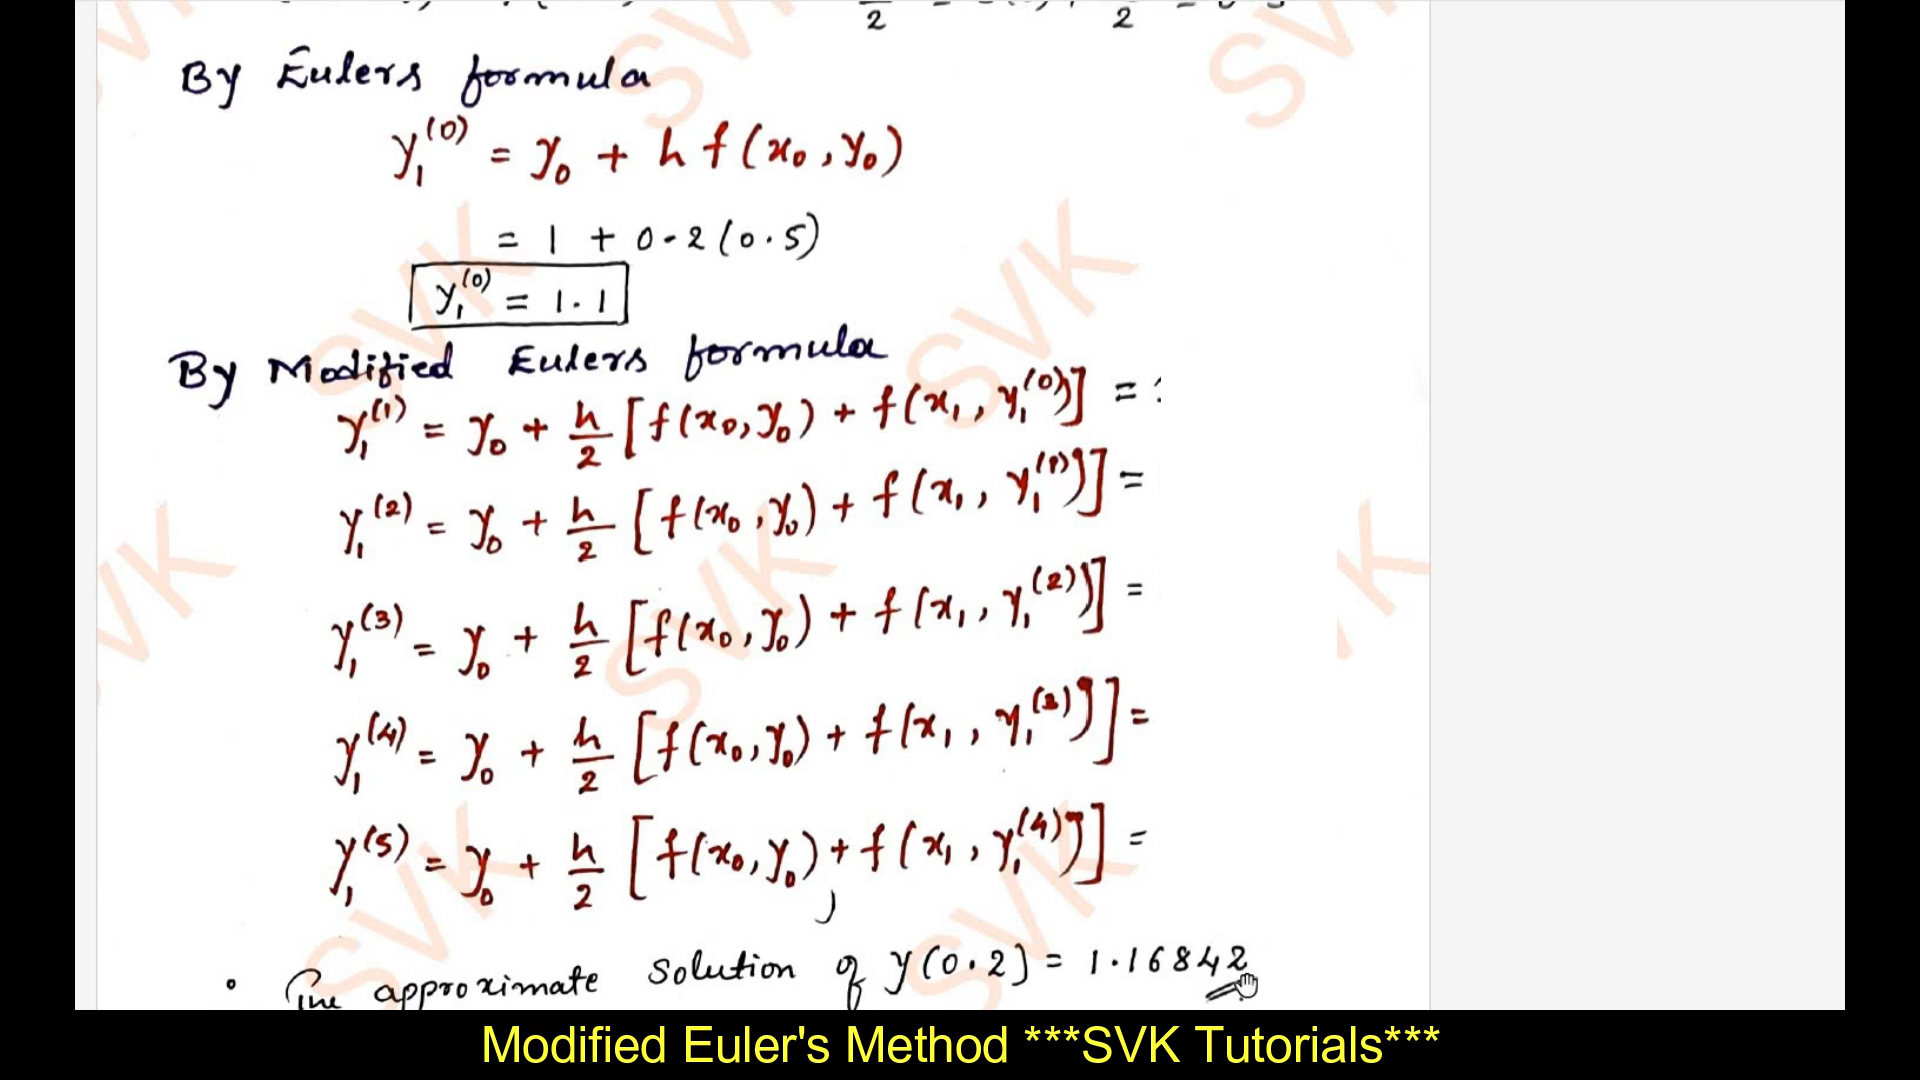 By Eulers formula
y₁⁽⁰⁾ = y₀ + h f(x₀, y₀)
= 1 + 0.2 (0.5)
y₁⁽⁰⁾ = 1.1
By Modified Eulers formula
y₁⁽¹⁾ = y₀ + h/2 [f(x₀, y₀) + f(x₁, y₁⁽⁰⁾)] =
y₁⁽²⁾ = y₀ + h/2 [f(x₀, y₀) + f(x₁, y₁⁽¹⁾)] =
y₁⁽³⁾ = y₀ + h/2 [f(x₀, y₀) + f(x₁, y₁⁽²⁾)] =
y₁⁽⁴⁾ = y₀ + h/2 [f(x₀, y₀) + f(x₁, y₁⁽³⁾)] =
y₁⁽⁵⁾ = y₀ + h/2 [f(x₀, y₀) + f(x₁, y₁⁽⁴⁾)] =
The approximate solution of y(0.2) = 1.16842
Modified Euler's Method ***SVK Tutorials***